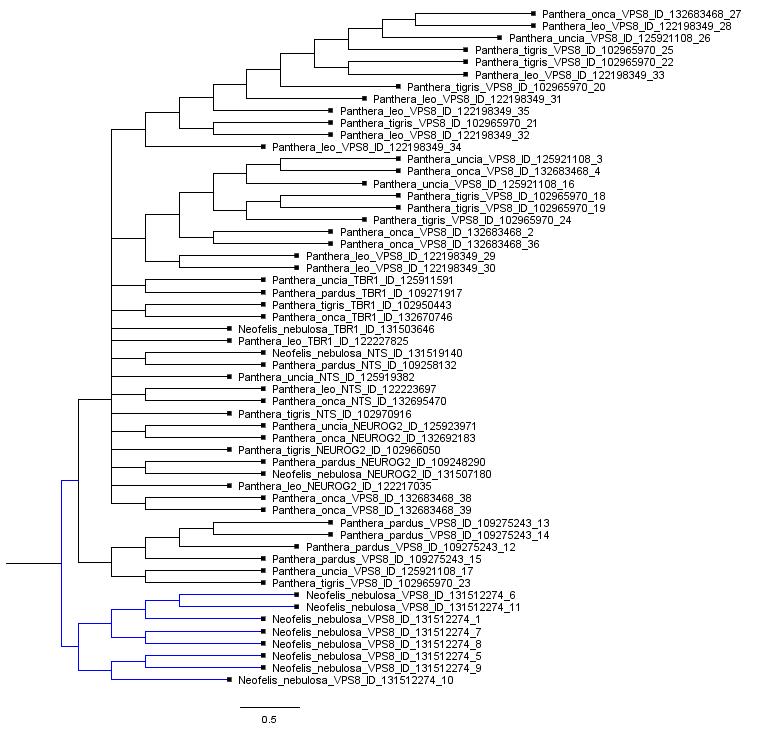 Panthera_onca_VPS8_ID_132683468_27
Panthera_leo_VPS8_ID_122198349_28
Panthera_uncia_VPS8_ID_125921108_26
Panthera_tigris_VPS8_ID_102965970_25
Panthera_tigris_VPS8_ID_102965970_22
Panthera_leo_VPS8_ID_122198349_33
Panthera_tigris_VPS8_ID_102965970_20
Panthera_leo_VPS8_ID_122198349_31
Panthera_leo_VPS8_ID_122198349_35
Panthera_tigris_VPS8_ID_102965970_21
Panthera_leo_VPS8_ID_122198349_32
Panthera_leo_VPS8_ID_122198349_34
Panthera_uncia_VPS8_ID_125921108_3
Panthera_onca_VPS8_ID_132683468_4
Panthera_uncia_VPS8_ID_125921108_16
Panthera_tigris_VPS8_ID_102965970_18
Panthera_tigris_VPS8_ID_102965970_19
Panthera_tigris_VPS8_ID_102965970_24
Panthera_onca_VPS8_ID_132683468_2
Panthera_onca_VPS8_ID_132683468_36
Panthera_leo_VPS8_ID_122198349_29
Panthera_leo_VPS8_ID_122198349_30
Panthera_uncia_TBR1_ID_125911591
Panthera_pardus_TBR1_ID_109271917
Panthera_tigris_TBR1_ID_102950443
Panthera_onca_TBR1_ID_132670746
Neofelis_nebulosa_TBR1_ID_131503646
Panthera_leo_TBR1_ID_122227825
Neofelis_nebulosa_NTS_ID_131519140
Panthera_pardus_NTS_ID_109258132
Panthera_uncia_NTS_ID_125919382
Panthera_leo_NTS_ID_122223697
Panthera_onca_NTS_ID_132695470
Panthera_tigris_NTS_ID_102970916
Panthera_uncia_NEUROG2_ID_125923971
Panthera_onca_NEUROG2_ID_132692183
Panthera_tigris_NEUROG2_ID_102966050
Panthera_pardus_NEUROG2_ID_109248290
Neofelis_nebulosa_NEUROG2_ID_131507180
Panthera_leo_NEUROG2_ID_122217035
Panthera_onca_VPS8_ID_132683468_38
Panthera_onca_VPS8_ID_132683468_39
Panthera_pardus_VPS8_ID_109275243_13
Panthera_pardus_VPS8_ID_109275243_14
Panthera_pardus_VPS8_ID_109275243_12
Panthera_pardus_VPS8_ID_109275243_15
Panthera_uncia_VPS8_ID_125921108_17
Panthera_tigris_VPS8_ID_102965970_23
Neofelis_nebulosa_VPS8_ID_131512274_6
Neofelis_nebulosa_VPS8_ID_131512274_11
Neofelis_nebulosa_VPS8_ID_131512274_1
Neofelis_nebulosa_VPS8_ID_131512274_7
Neofelis_nebulosa_VPS8_ID_131512274_8
Neofelis_nebulosa_VPS8_ID_131512274_5
Neofelis_nebulosa_VPS8_ID_131512274_9
Neofelis_nebulosa_VPS8_ID_131512274_10
0.5